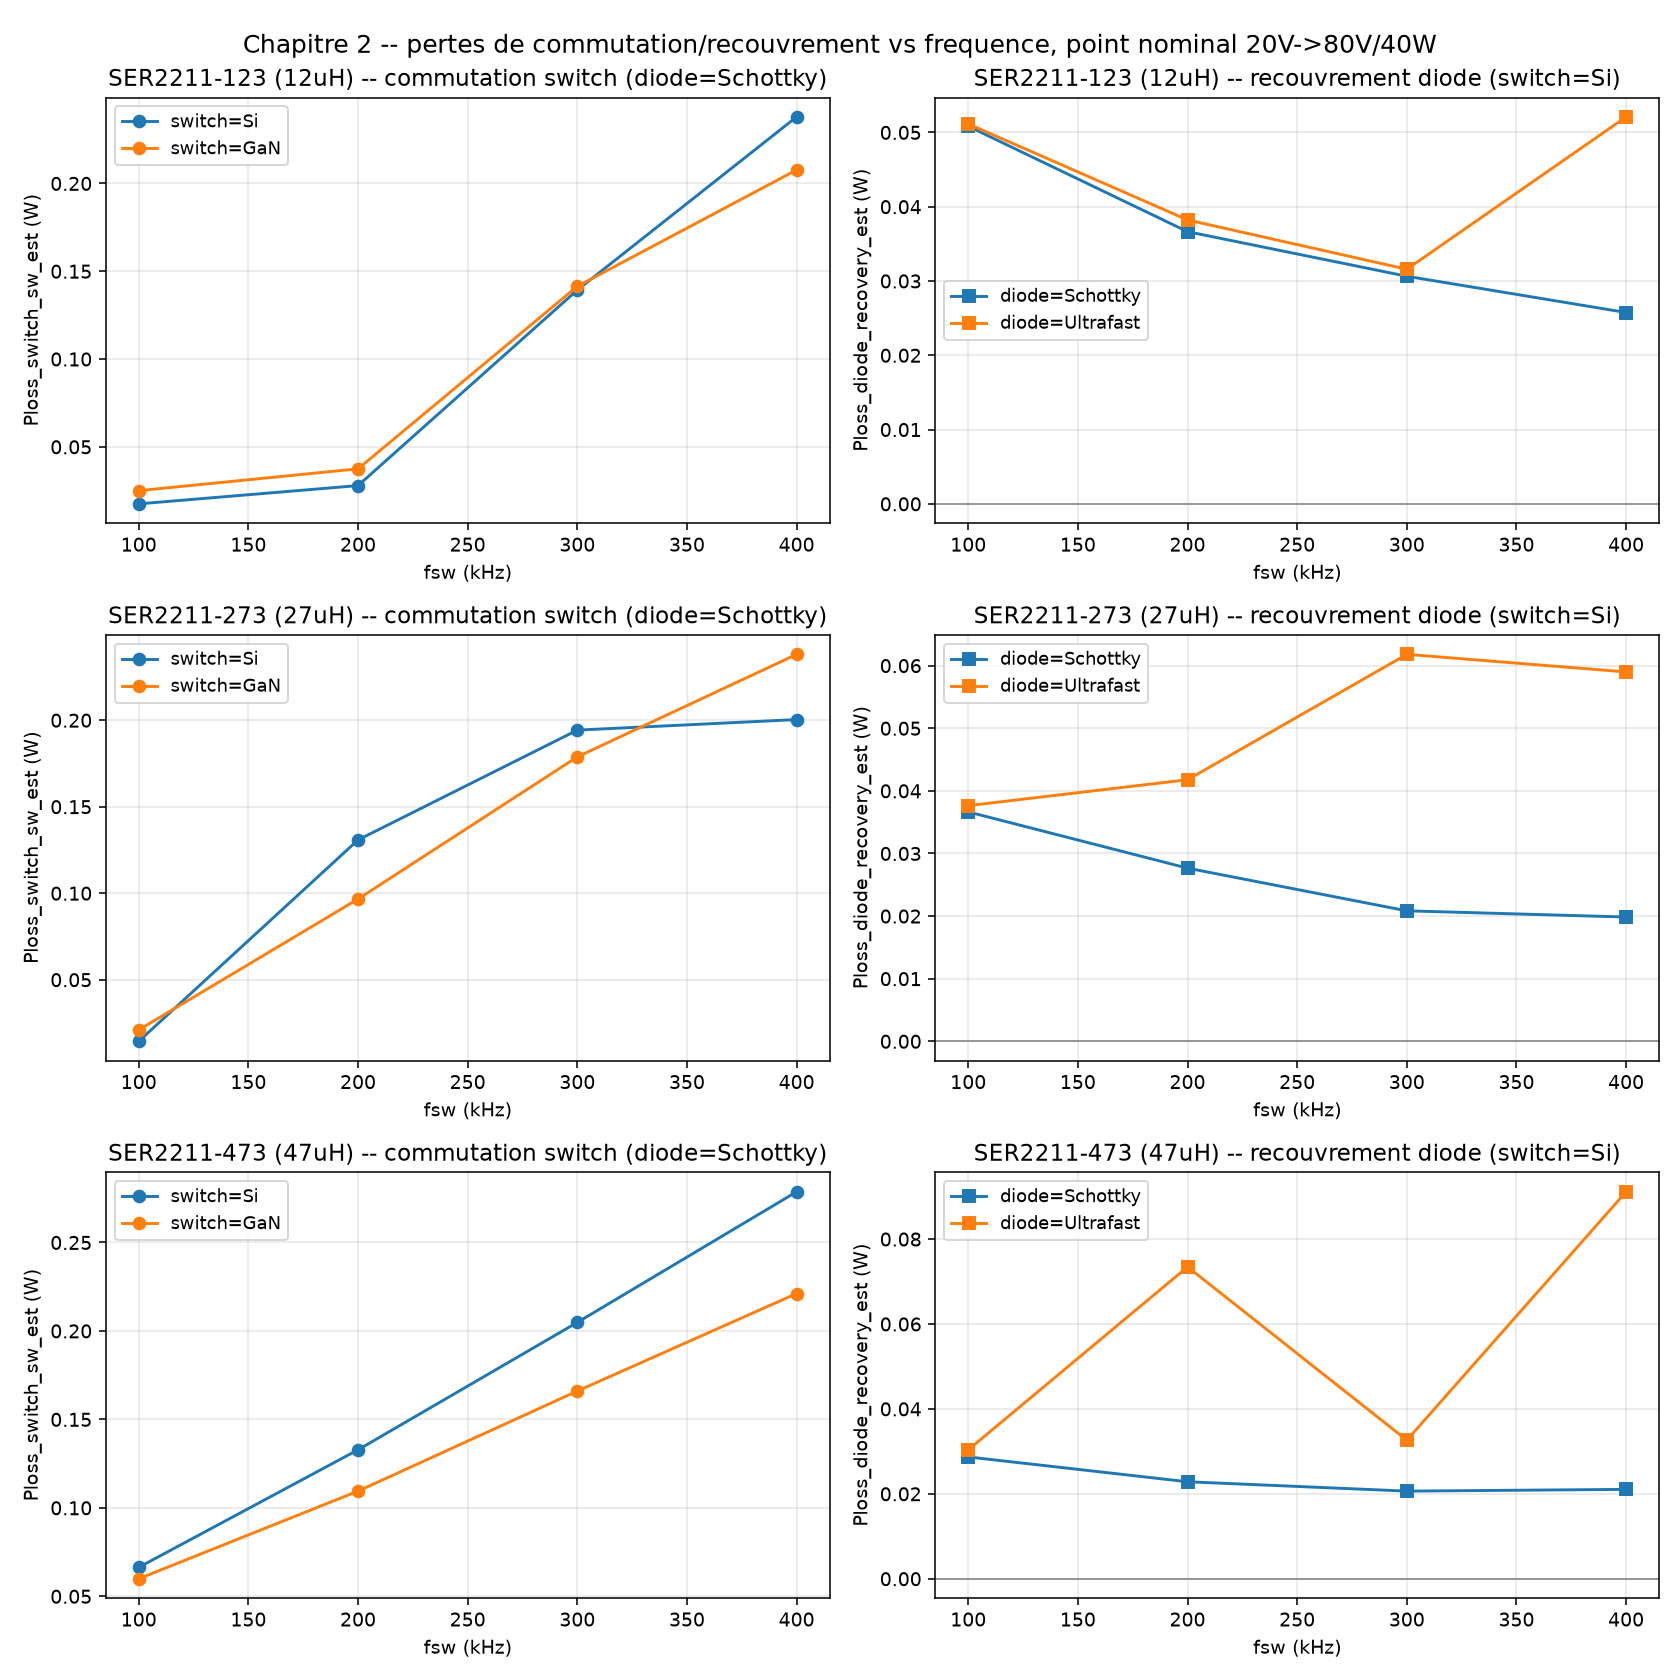 Chapitre 2 -- pertes de commutation/recouvrement vs frequence, point nominal 20V->80V/40W
SER2211-123 (12uH) -- commutation switch (diode=Schottky)
switch=Si
switch=GaN
Ploss_switch_sw_est (W)
0.20
0.15
0.10
0.05
100 150 200 250 300 350 400
fsw (kHz)
SER2211-123 (12uH) -- recouvrement diode (switch=Si)
diode=Schottky
diode=Ultrafast
Ploss_diode_recovery_est (W)
0.05
0.04
0.03
0.02
0.01
0.00
100 150 200 250 300 350 400
fsw (kHz)
SER2211-273 (27uH) -- commutation switch (diode=Schottky)
switch=Si
switch=GaN
Ploss_switch_sw_est (W)
0.20
0.15
0.10
0.05
100 150 200 250 300 350 400
fsw (kHz)
SER2211-273 (27uH) -- recouvrement diode (switch=Si)
diode=Schottky
diode=Ultrafast
Ploss_diode_recovery_est (W)
0.06
0.05
0.04
0.03
0.02
0.01
0.00
100 150 200 250 300 350 400
fsw (kHz)
SER2211-473 (47uH) -- commutation switch (diode=Schottky)
switch=Si
switch=GaN
Ploss_switch_sw_est (W)
0.25
0.20
0.15
0.10
0.05
100 150 200 250 300 350 400
fsw (kHz)
SER2211-473 (47uH) -- recouvrement diode (switch=Si)
diode=Schottky
diode=Ultrafast
Ploss_diode_recovery_est (W)
0.08
0.06
0.04
0.02
0.00
100 150 200 250 300 350 400
fsw (kHz)